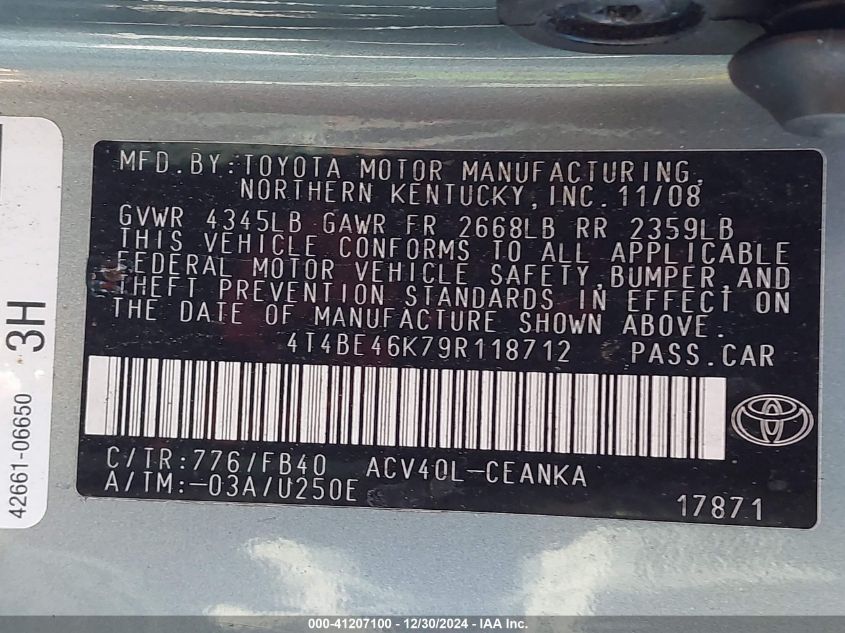 MFD.BY:TOYOTA MOTOR MANUFACTURING,
NORTHERN KENTUCKY,INC.11/08
GVWR 4345LB GAWR FR 2668LB RR 2359LB
THIS VEHICLE CONFORMS TO ALL APPLICABLE
FEDERAL MOTOR VEHICLE SAFETY,BUMPER,AND
THEFT PREVENTION STANDARDS IN EFFECT ON
THE DATE OF MANUFACTURE SHOWN ABOVE.
4T4BE46K79R118712 PASS.CAR
C/TR:776/FB40 ACV40L-CEANKA
A/TM:-03A/U250E
17871
42661-06650
3H
000-41207100 - 12/30/2024 - IAA Inc.